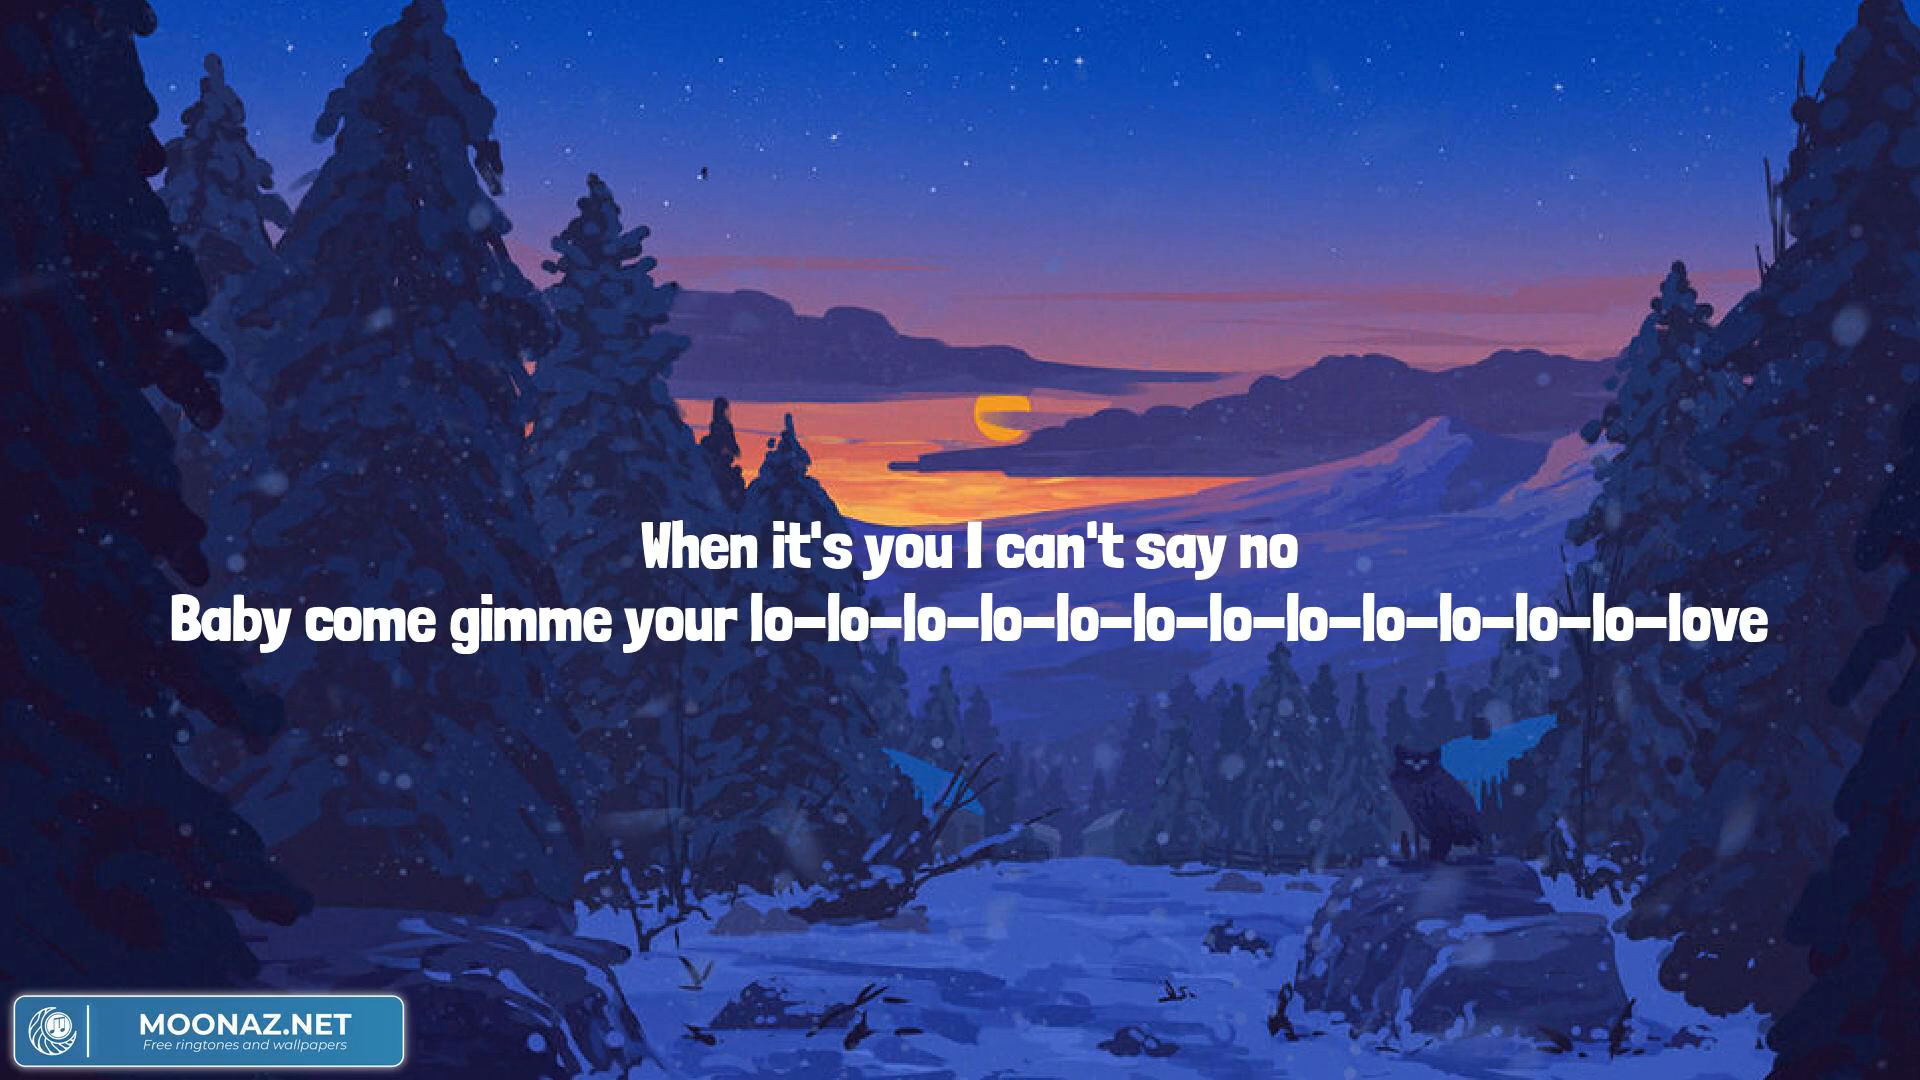 When it's you I can't say no
Baby come gimme your lo-lo-lo-lo-lo-lo-lo-lo-lo-lo-lo-lo-love
MOONAZ.NET
Free ringtones and wallpapers